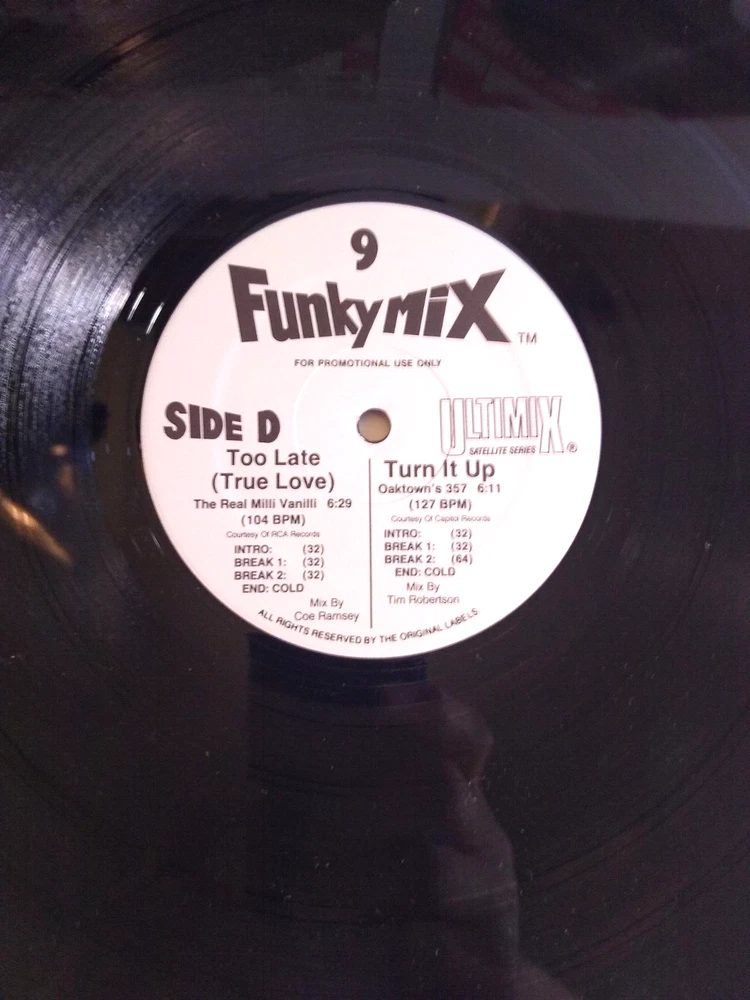 9
Funkymix TM
FOR PROMOTIONAL USE ONLY
SIDE D
ULTIMIX ®
SATELLITE SERIES
Too Late
(True Love)
The Real Milli Vanilli 6:29
(104 BPM)
Courtesy Of RCA Records
INTRO: (32)
BREAK 1: (32)
BREAK 2: (32)
END: COLD
Mix By
Coe Ramsey
Turn It Up
Oaktown's 357 6:11
(127 BPM)
Courtesy Of Capitol Records
INTRO: (32)
BREAK 1: (32)
BREAK 2: (64)
END: COLD
Mix By
Tim Robertson
ALL RIGHTS RESERVED BY THE ORIGINAL LABELS